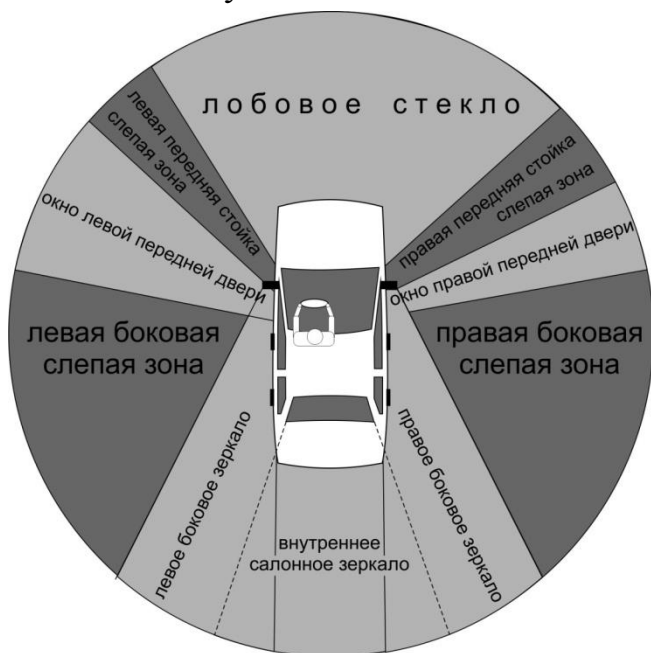 лобовое стекло
левая передняя стойка
слепая зона
правая передняя стойка
слепая зона
окно левой передней двери
окно правой передней двери
левая боковая
слепая зона
правая боковая
слепая зона
левое боковое зеркало
правое боковое зеркало
внутреннее
салонное зеркало